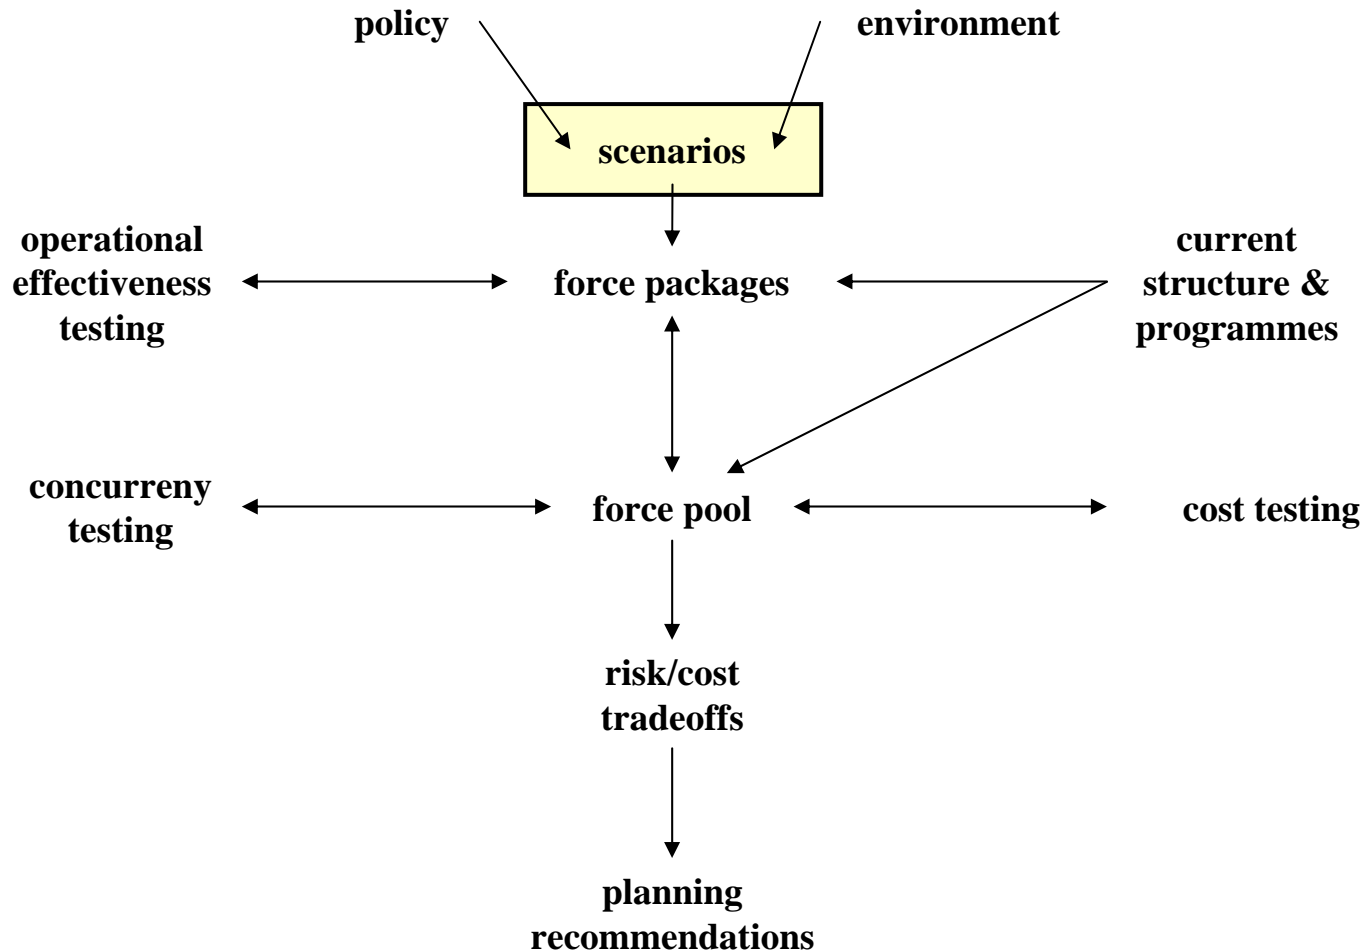 policy
environment
scenarios
operational
effectiveness
testing
force packages
current
structure &
programmes
concurreny
testing
force pool
cost testing
risk/cost
tradeoffs
planning
recommendations